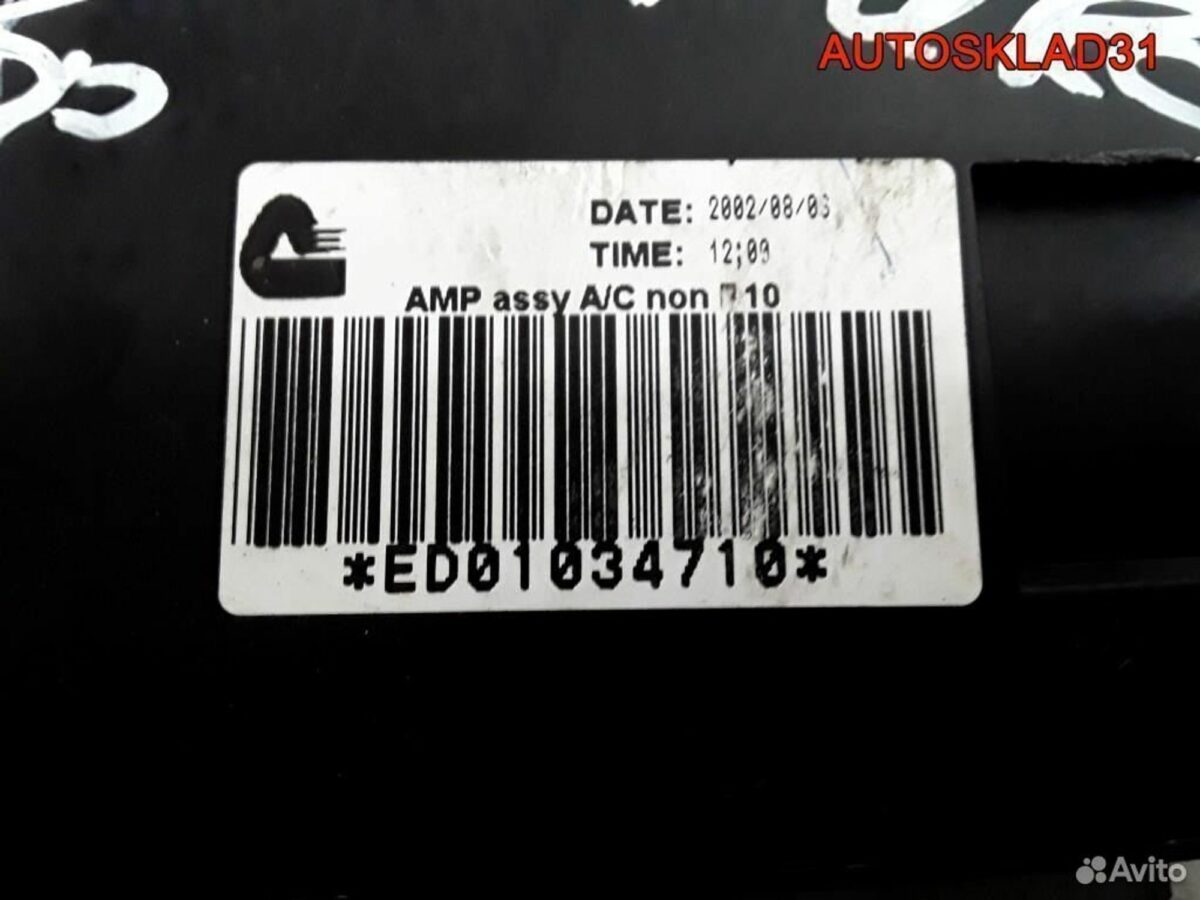 AUTOSKLAD31
DATE: 2002/08/03
TIME: 12;09
AMP assy A/C non 10
*ED01034710*
Avito